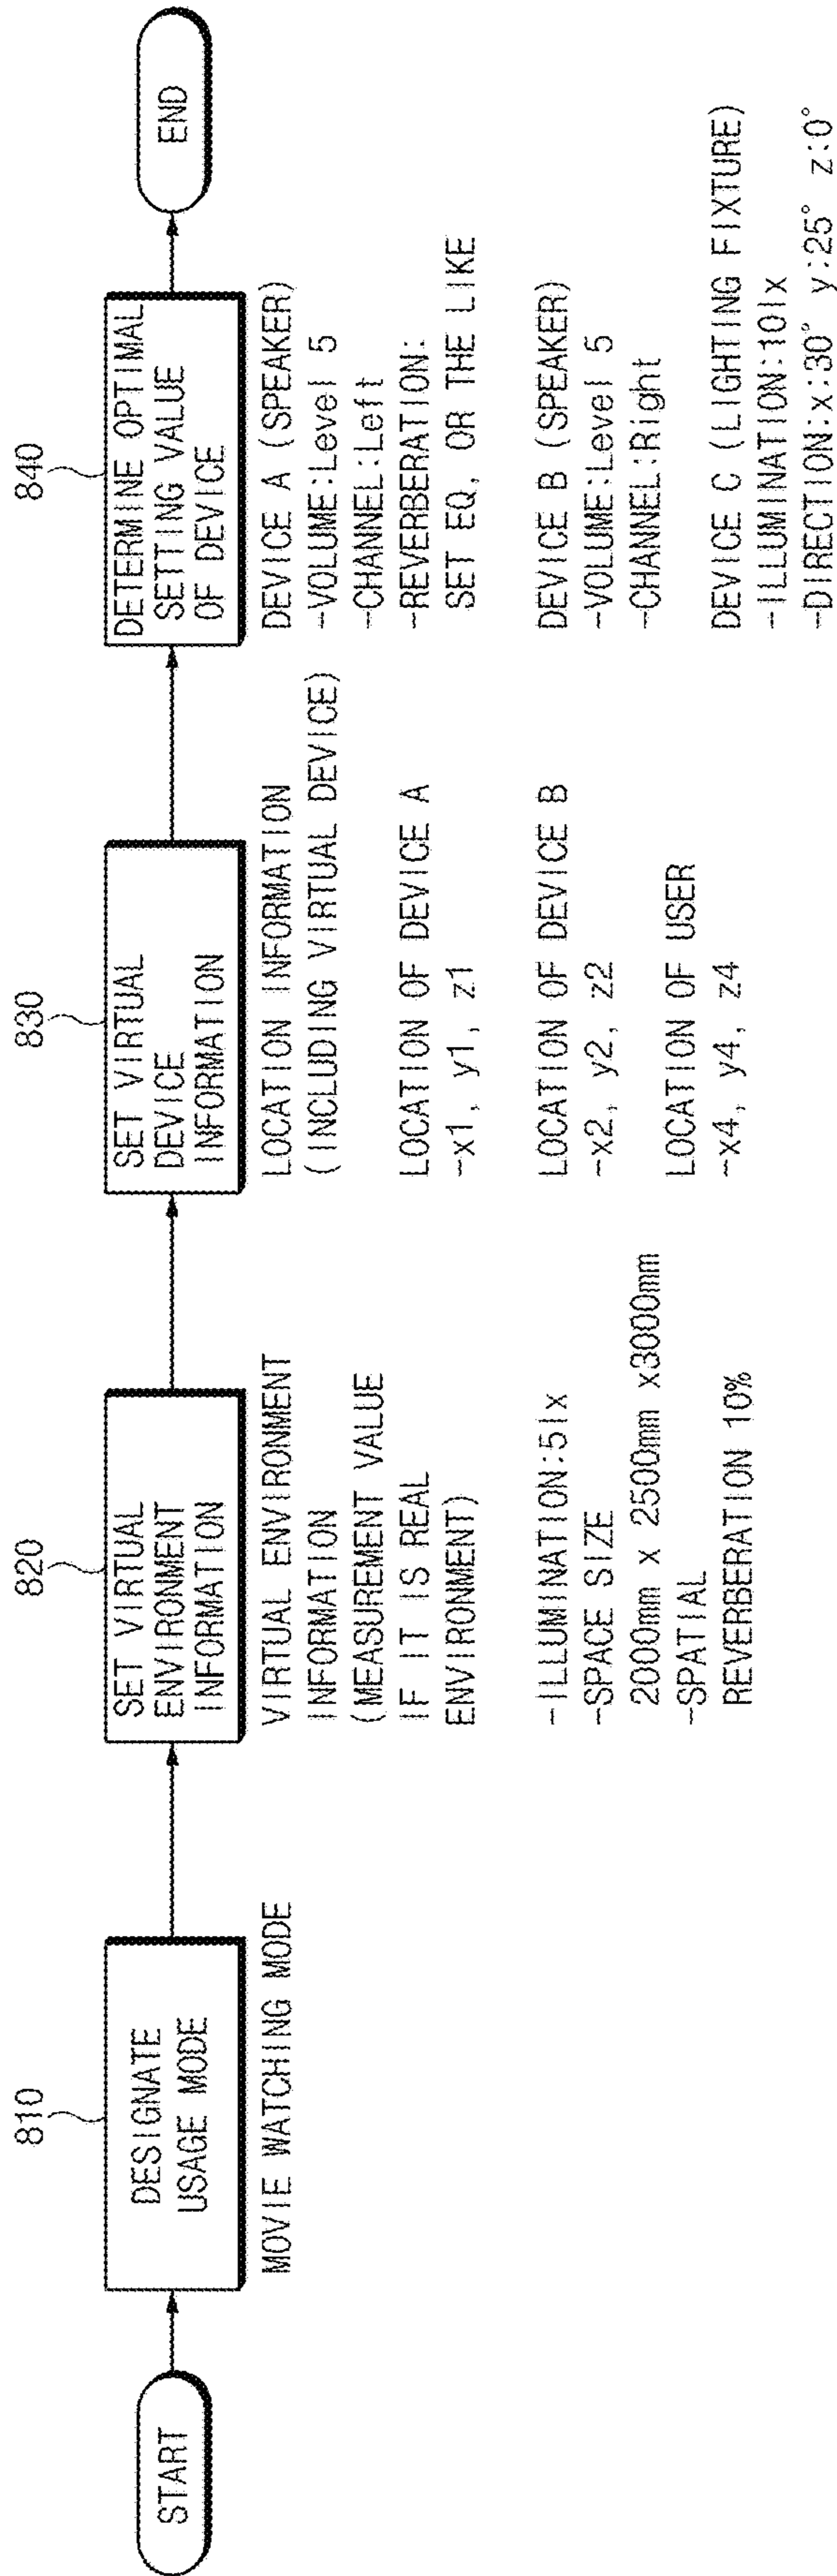 START
810
DESIGNATE
USAGE MODE
MOVIE WATCHING MODE
820
SET VIRTUAL
ENVIRONMENT
INFORMATION
VIRTUAL ENVIRONMENT
INFORMATION
(MEASUREMENT VALUE
IF IT IS REAL
ENVIRONMENT)
-ILLUMINATION:5lx
-SPACE SIZE
2000mm x 2500mm x3000mm
-SPATIAL
REVERBERATION 10%
830
SET VIRTUAL
DEVICE
INFORMATION
LOCATION INFORMATION
(INCLUDING VIRTUAL DEVICE)
LOCATION OF DEVICE A
-x1, y1, z1
LOCATION OF DEVICE B
-x2, y2, z2
LOCATION OF USER
-x4, y4, z4
840
DETERMINE OPTIMAL
SETTING VALUE
OF DEVICE
DEVICE A (SPEAKER)
-VOLUME:Level 5
-CHANNEL:Left
-REVERBERATION:
SET EQ, OR THE LIKE
DEVICE B (SPEAKER)
-VOLUME:Level 5
-CHANNEL:Right
DEVICE C (LIGHTING FIXTURE)
-ILLUMINATION:10lx
-DIRECTION:x:30° y:25° z:0°
END